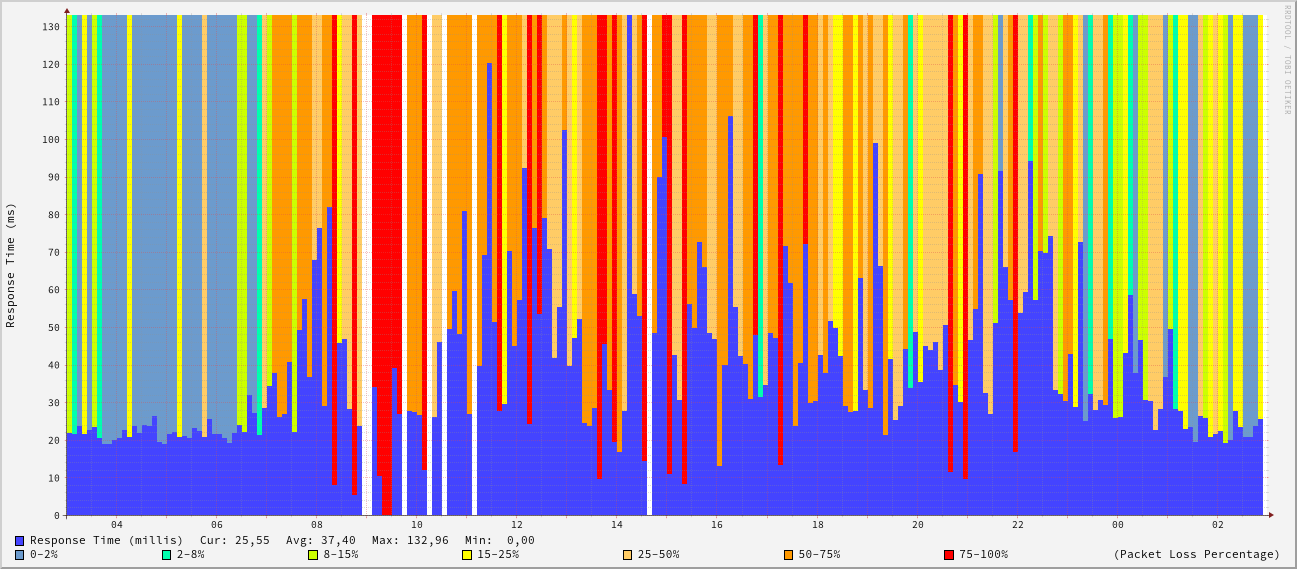 RRDTOOL / TOBI OETIKER
Response Time (ms)
130
120
110
100
90
80
70
60
50
40
30
20
10
0
04 06 08 10 12 14 16 18 20 22 00 02
Response Time (millis) Cur: 25,55 Avg: 37,40 Max: 132,96 Min: 0,00
0-2% 2-8% 8-15% 15-25% 25-50% 50-75% 75-100% (Packet Loss Percentage)